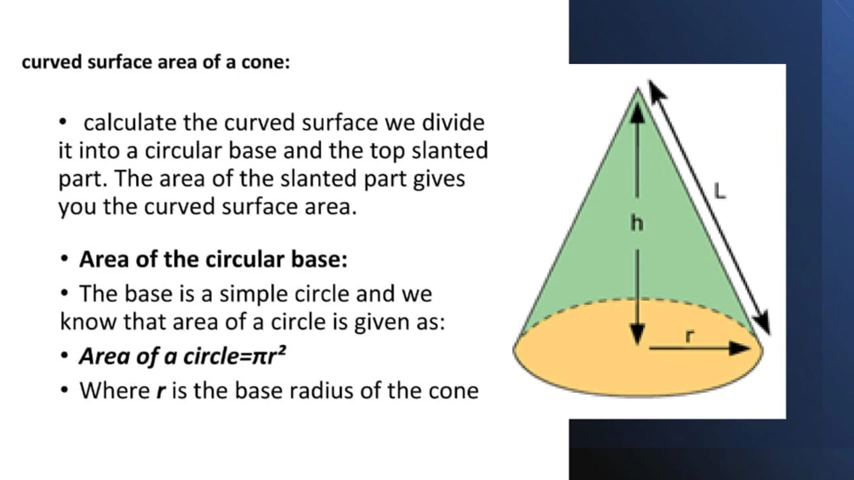 curved surface area of a cone:
• calculate the curved surface we divide
it into a circular base and the top slanted
part. The area of the slanted part gives
you the curved surface area.
• Area of the circular base:
• The base is a simple circle and we
know that area of a circle is given as:
• Area of a circle=πr²
• Where r is the base radius of the cone
L
h
r